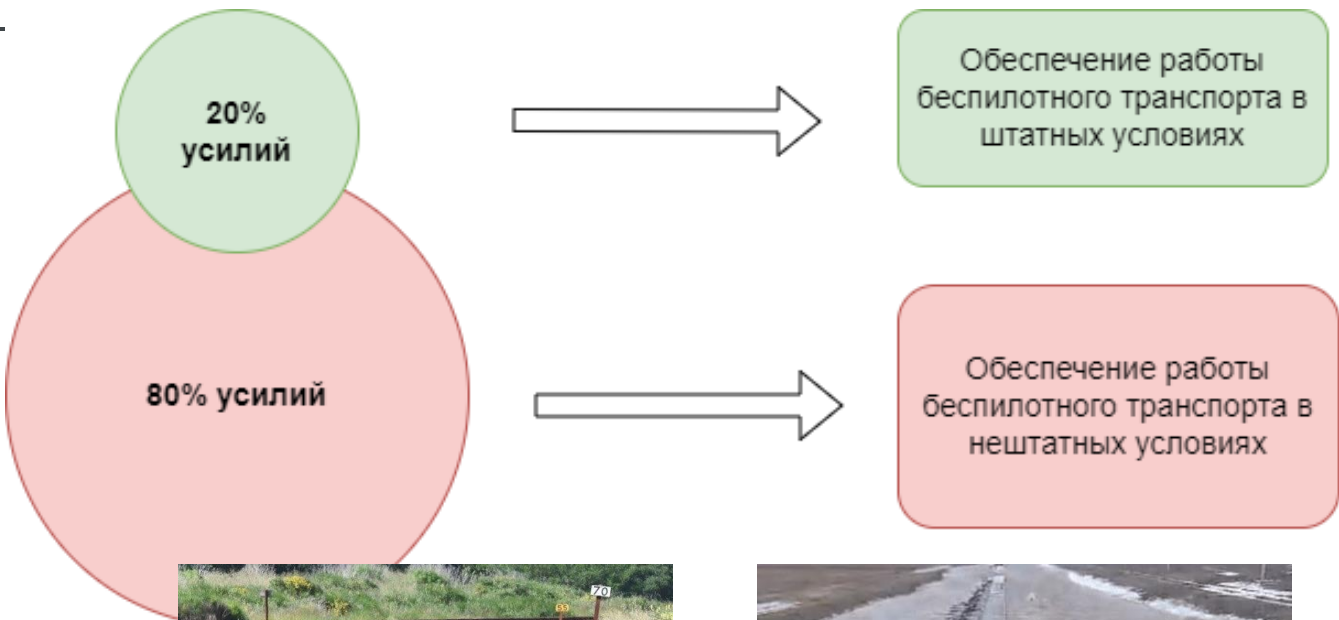 20%
усилий
Обеспечение работы
беспилотного транспорта в
штатных условиях
80% усилий
Обеспечение работы
беспилотного транспорта в
нештатных условиях
70